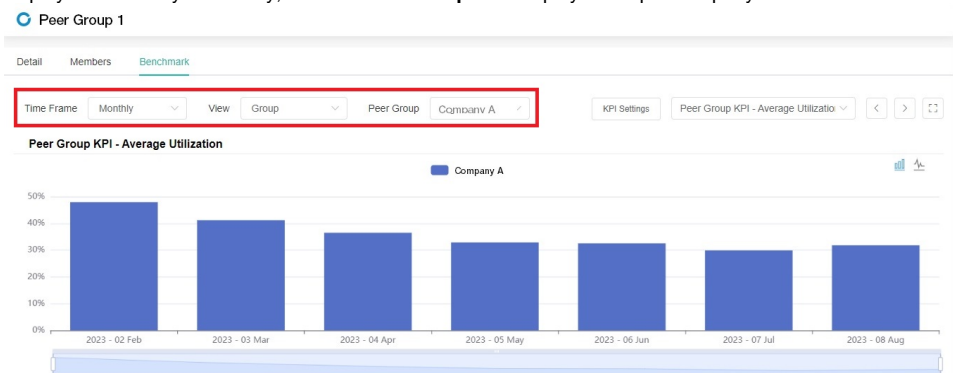 Peer Group 1
Detail Members Benchmark
Time Frame Monthly View Group Peer Group Company A KPI Settings Peer Group KPI - Average Utilizatio
Peer Group KPI - Average Utilization
Company A
50%
40%
30%
20%
10%
0%
2023 - 02 Feb 2023 - 03 Mar 2023 - 04 Apr 2023 - 05 May 2023 - 06 Jun 2023 - 07 Jul 2023 - 08 Aug